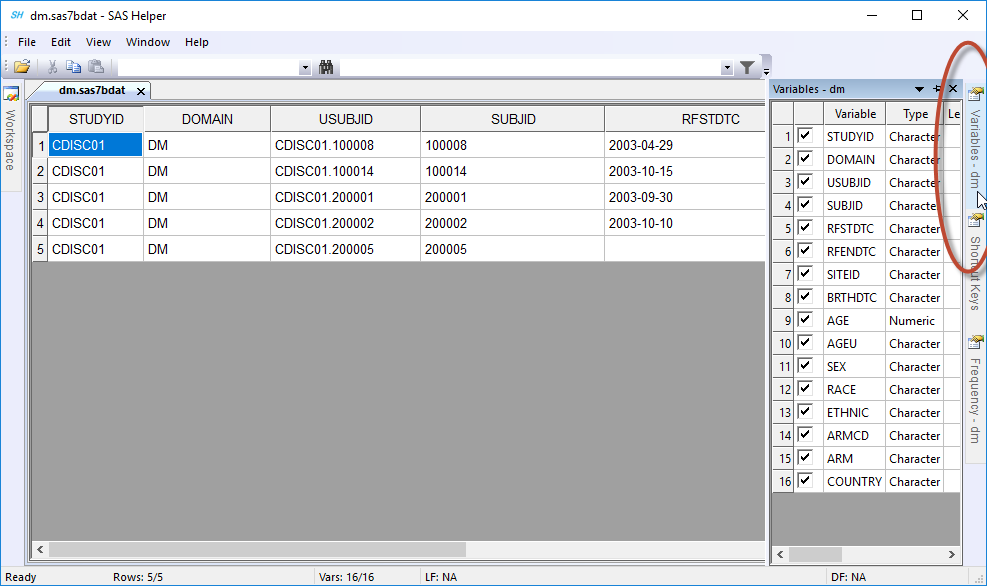 SH dm.sas7bdat - SAS Helper
File Edit View Window Help
Workspace
dm.sas7bdat
STUDYID DOMAIN USUBJID SUBJID RFSTDTC
1 CDISC01 DM CDISC01.100008 100008 2003-04-29
2 CDISC01 DM CDISC01.100014 100014 2003-10-15
3 CDISC01 DM CDISC01.200001 200001 2003-09-30
4 CDISC01 DM CDISC01.200002 200002 2003-10-10
5 CDISC01 DM CDISC01.200005 200005
Variables - dm
Variable Type Le
1 STUDYID Character
2 DOMAIN Character
3 USUBJID Character
4 SUBJID Character
5 RFSTDTC Character
6 RFENDTC Character
7 SITEID Character
8 BRTHDTC Character
9 AGE Numeric
10 AGEU Character
11 SEX Character
12 RACE Character
13 ETHNIC Character
14 ARMCD Character
15 ARM Character
16 COUNTRY Character
Variables - dm
Shortcut Keys
Frequency - dm
Ready Rows: 5/5 Vars: 16/16 LF: NA DF: NA